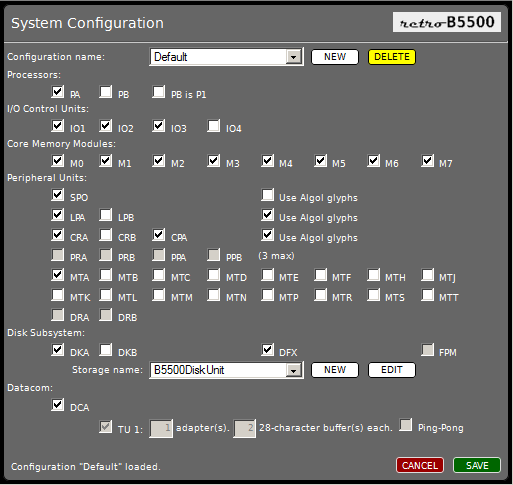 System Configuration
retro-B5500
Configuration name: Default NEW DELETE
Processors:
PA PB PB is P1
I/O Control Units:
IO1 IO2 IO3 IO4
Core Memory Modules:
M0 M1 M2 M3 M4 M5 M6 M7
Peripheral Units:
SPO Use Algol glyphs
LPA LPB Use Algol glyphs
CRA CRB CPA Use Algol glyphs
PRA PRB PPA PPB (3 max)
MTA MTB MTC MTD MTE MTF MTH MTJ
MTK MTL MTM MTN MTP MTR MTS MTT
DRA DRB
Disk Subsystem:
DKA DKB DFX FPM
Storage name: B5500DiskUnit NEW EDIT
Datacom:
DCA
TU 1: 1 adapter(s). 2 28-character buffer(s) each. Ping-Pong
Configuration "Default" loaded. CANCEL SAVE